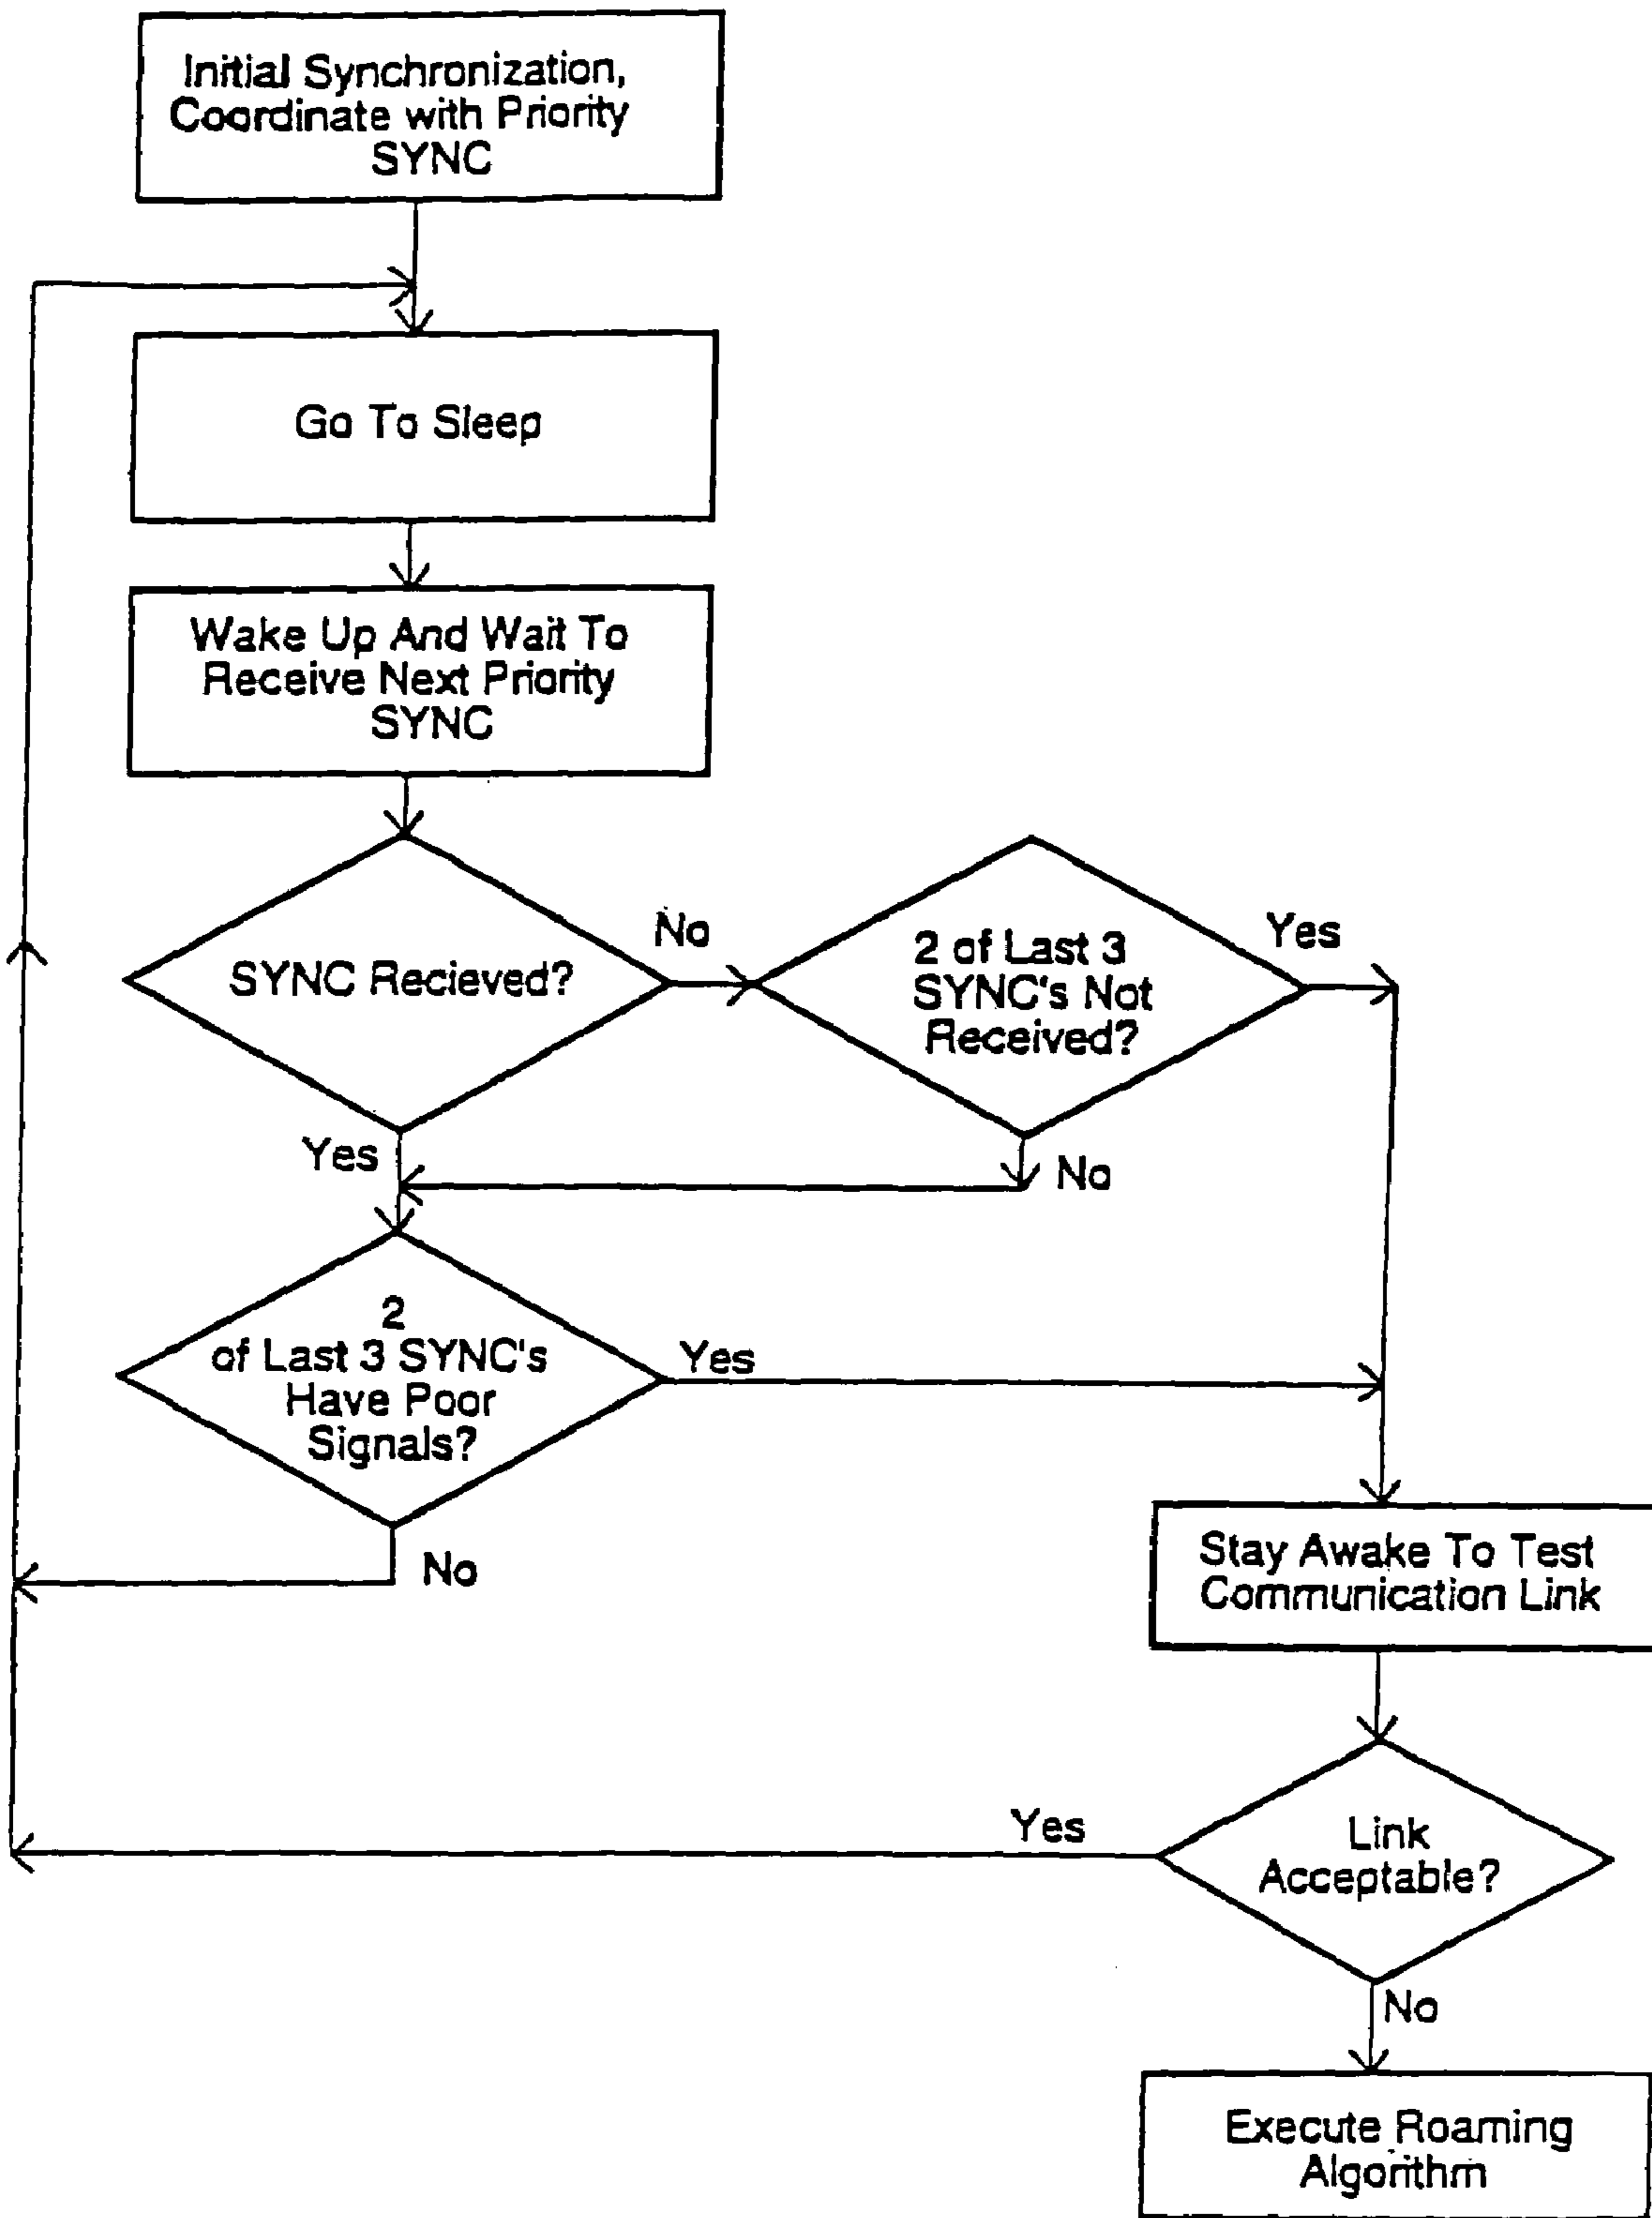 Initial Synchronization,
Coordinate with Priority
SYNC
Go To Sleep
Wake Up And Wait To
Receive Next Priority
SYNC
SYNC Recieved?
No
2 of Last 3
SYNC's Not
Received?
Yes
Yes
No
2
of Last 3 SYNC's
Have Poor
Signals?
Yes
No
Stay Awake To Test
Communication Link
Link
Acceptable?
Yes
No
Execute Roaming
Algorithm